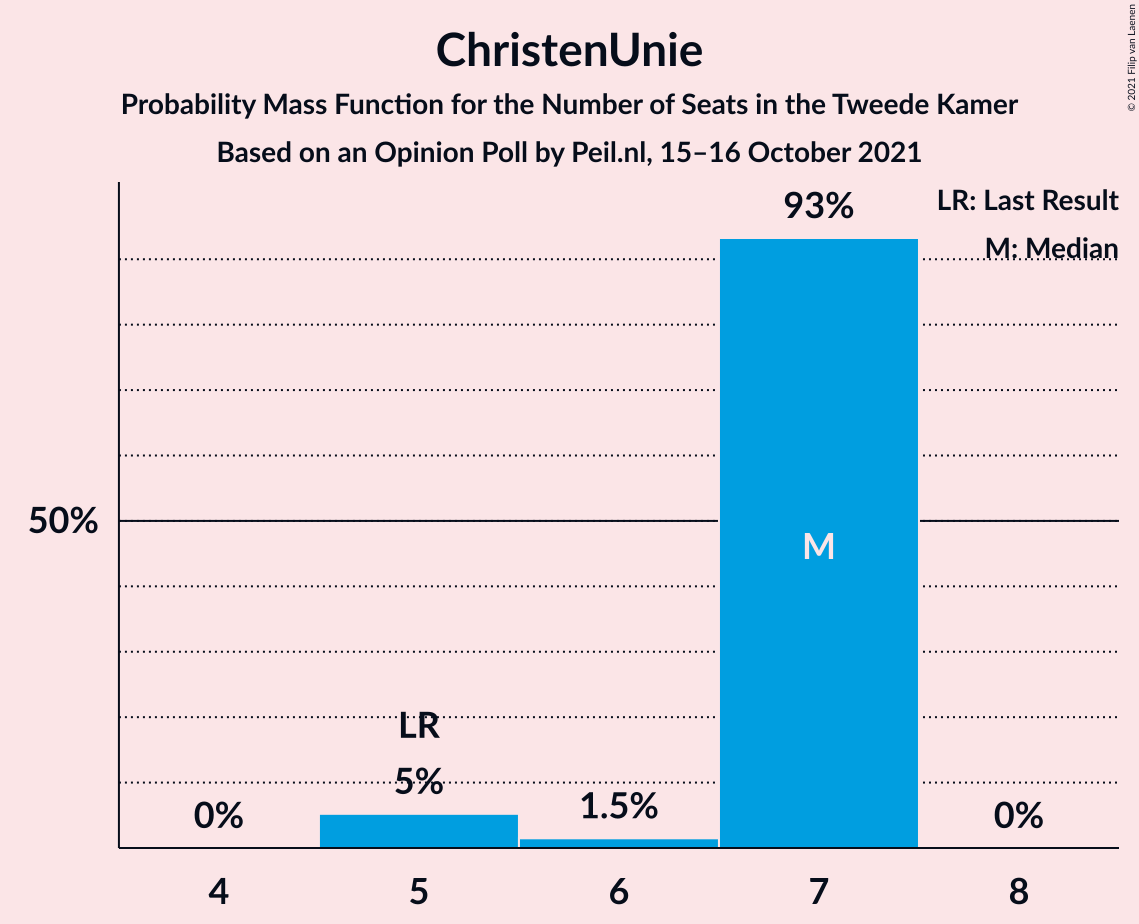 ChristenUnie
Probability Mass Function for the Number of Seats in the Tweede Kamer
Based on an Opinion Poll by Peil.nl, 15–16 October 2021
© 2021 Filip van Laenen
LR: Last Result
M: Median
93%
50%
M
LR
5%
1.5%
0%
0%
4 5 6 7 8